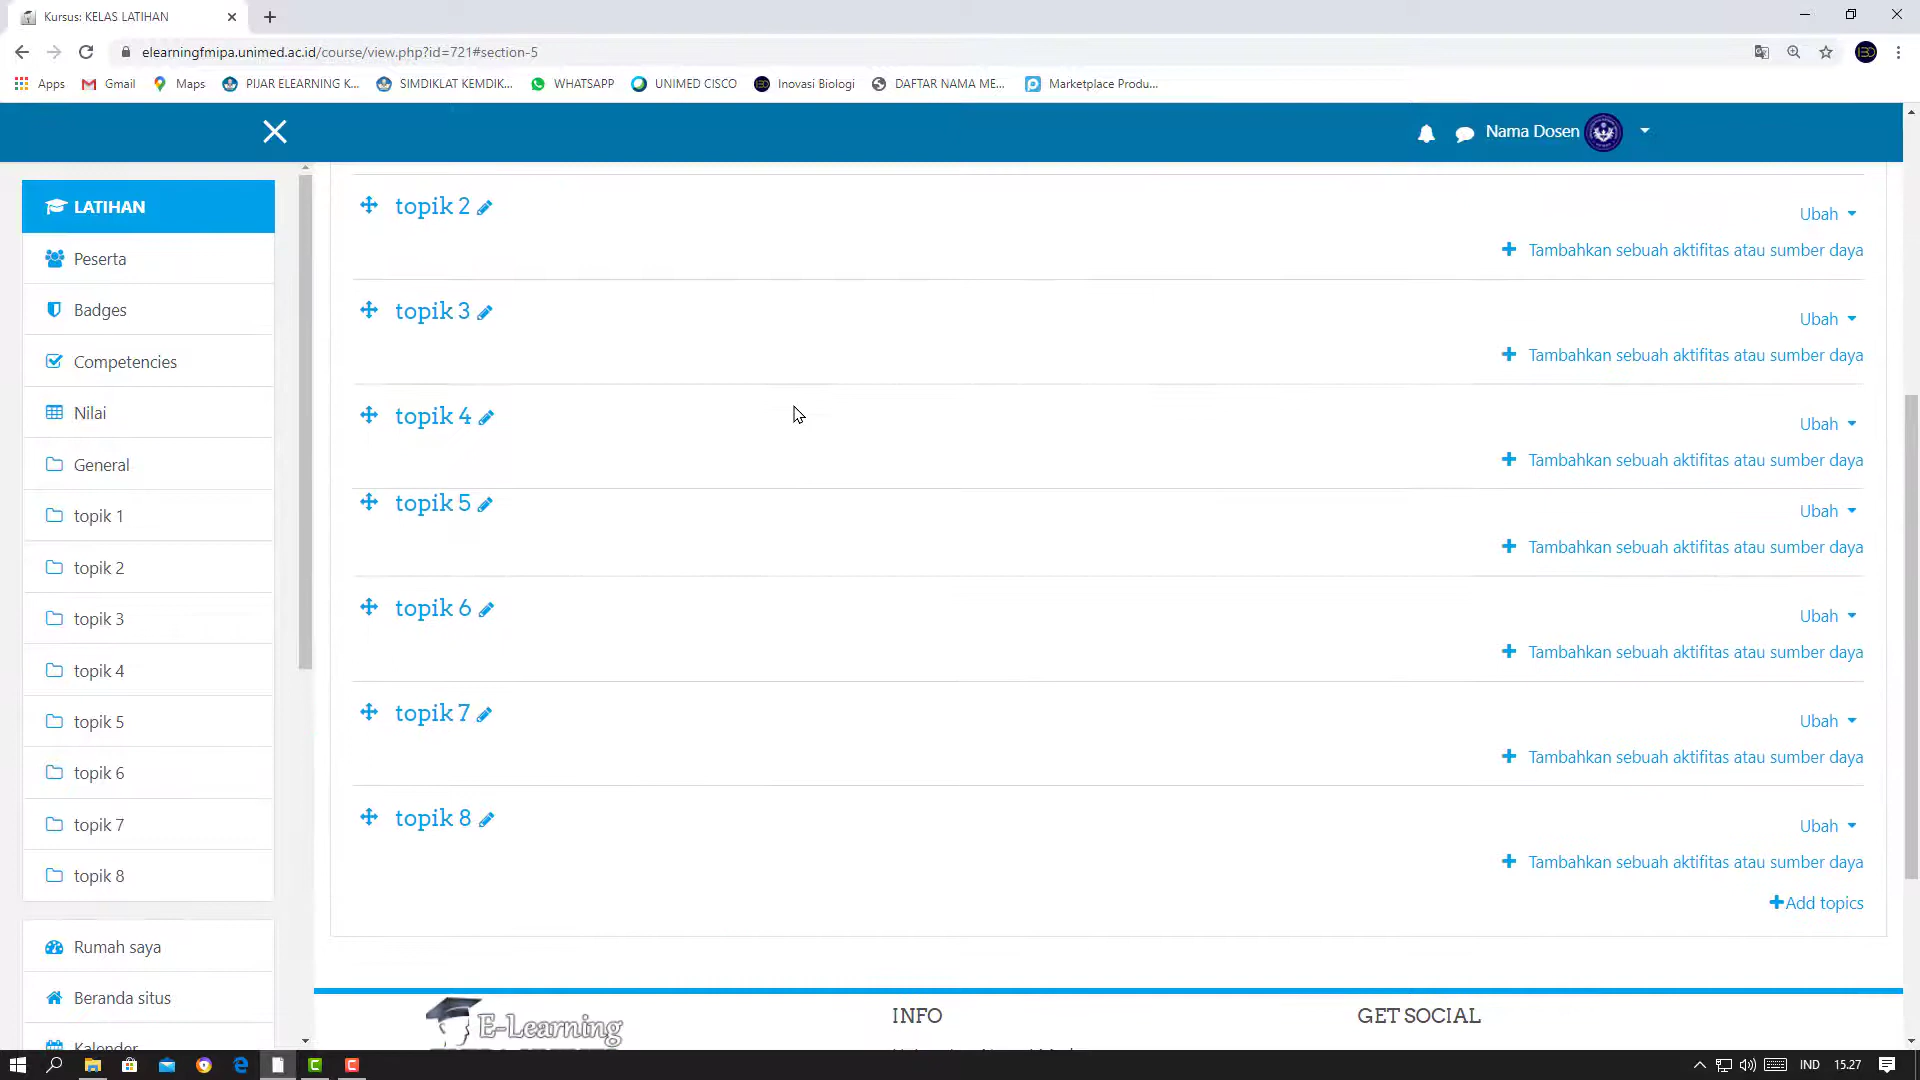 Kursus: KELAS LATIHAN
elearningfmipa.unimed.ac.id/course/view.php?id=721#section-5
Apps Gmail Maps PIJAR ELEARNING K... SIMDIKLAT KEMDIK... WHATSAPP UNIMED CISCO Inovasi Biologi DAFTAR NAMA ME... Marketplace Produ...
Nama Dosen
LATIHAN
Peserta
Badges
Competencies
Nilai
General
topik 1
topik 2
topik 3
topik 4
topik 5
topik 6
topik 7
topik 8
Rumah saya
Beranda situs
Kalender
topik 2
Ubah
Tambahkan sebuah aktifitas atau sumber daya
topik 3
Ubah
Tambahkan sebuah aktifitas atau sumber daya
topik 4
Ubah
Tambahkan sebuah aktifitas atau sumber daya
topik 5
Ubah
Tambahkan sebuah aktifitas atau sumber daya
topik 6
Ubah
Tambahkan sebuah aktifitas atau sumber daya
topik 7
Ubah
Tambahkan sebuah aktifitas atau sumber daya
topik 8
Ubah
Tambahkan sebuah aktifitas atau sumber daya
Add topics
E-Learning
INFO
GET SOCIAL
IND 15.27